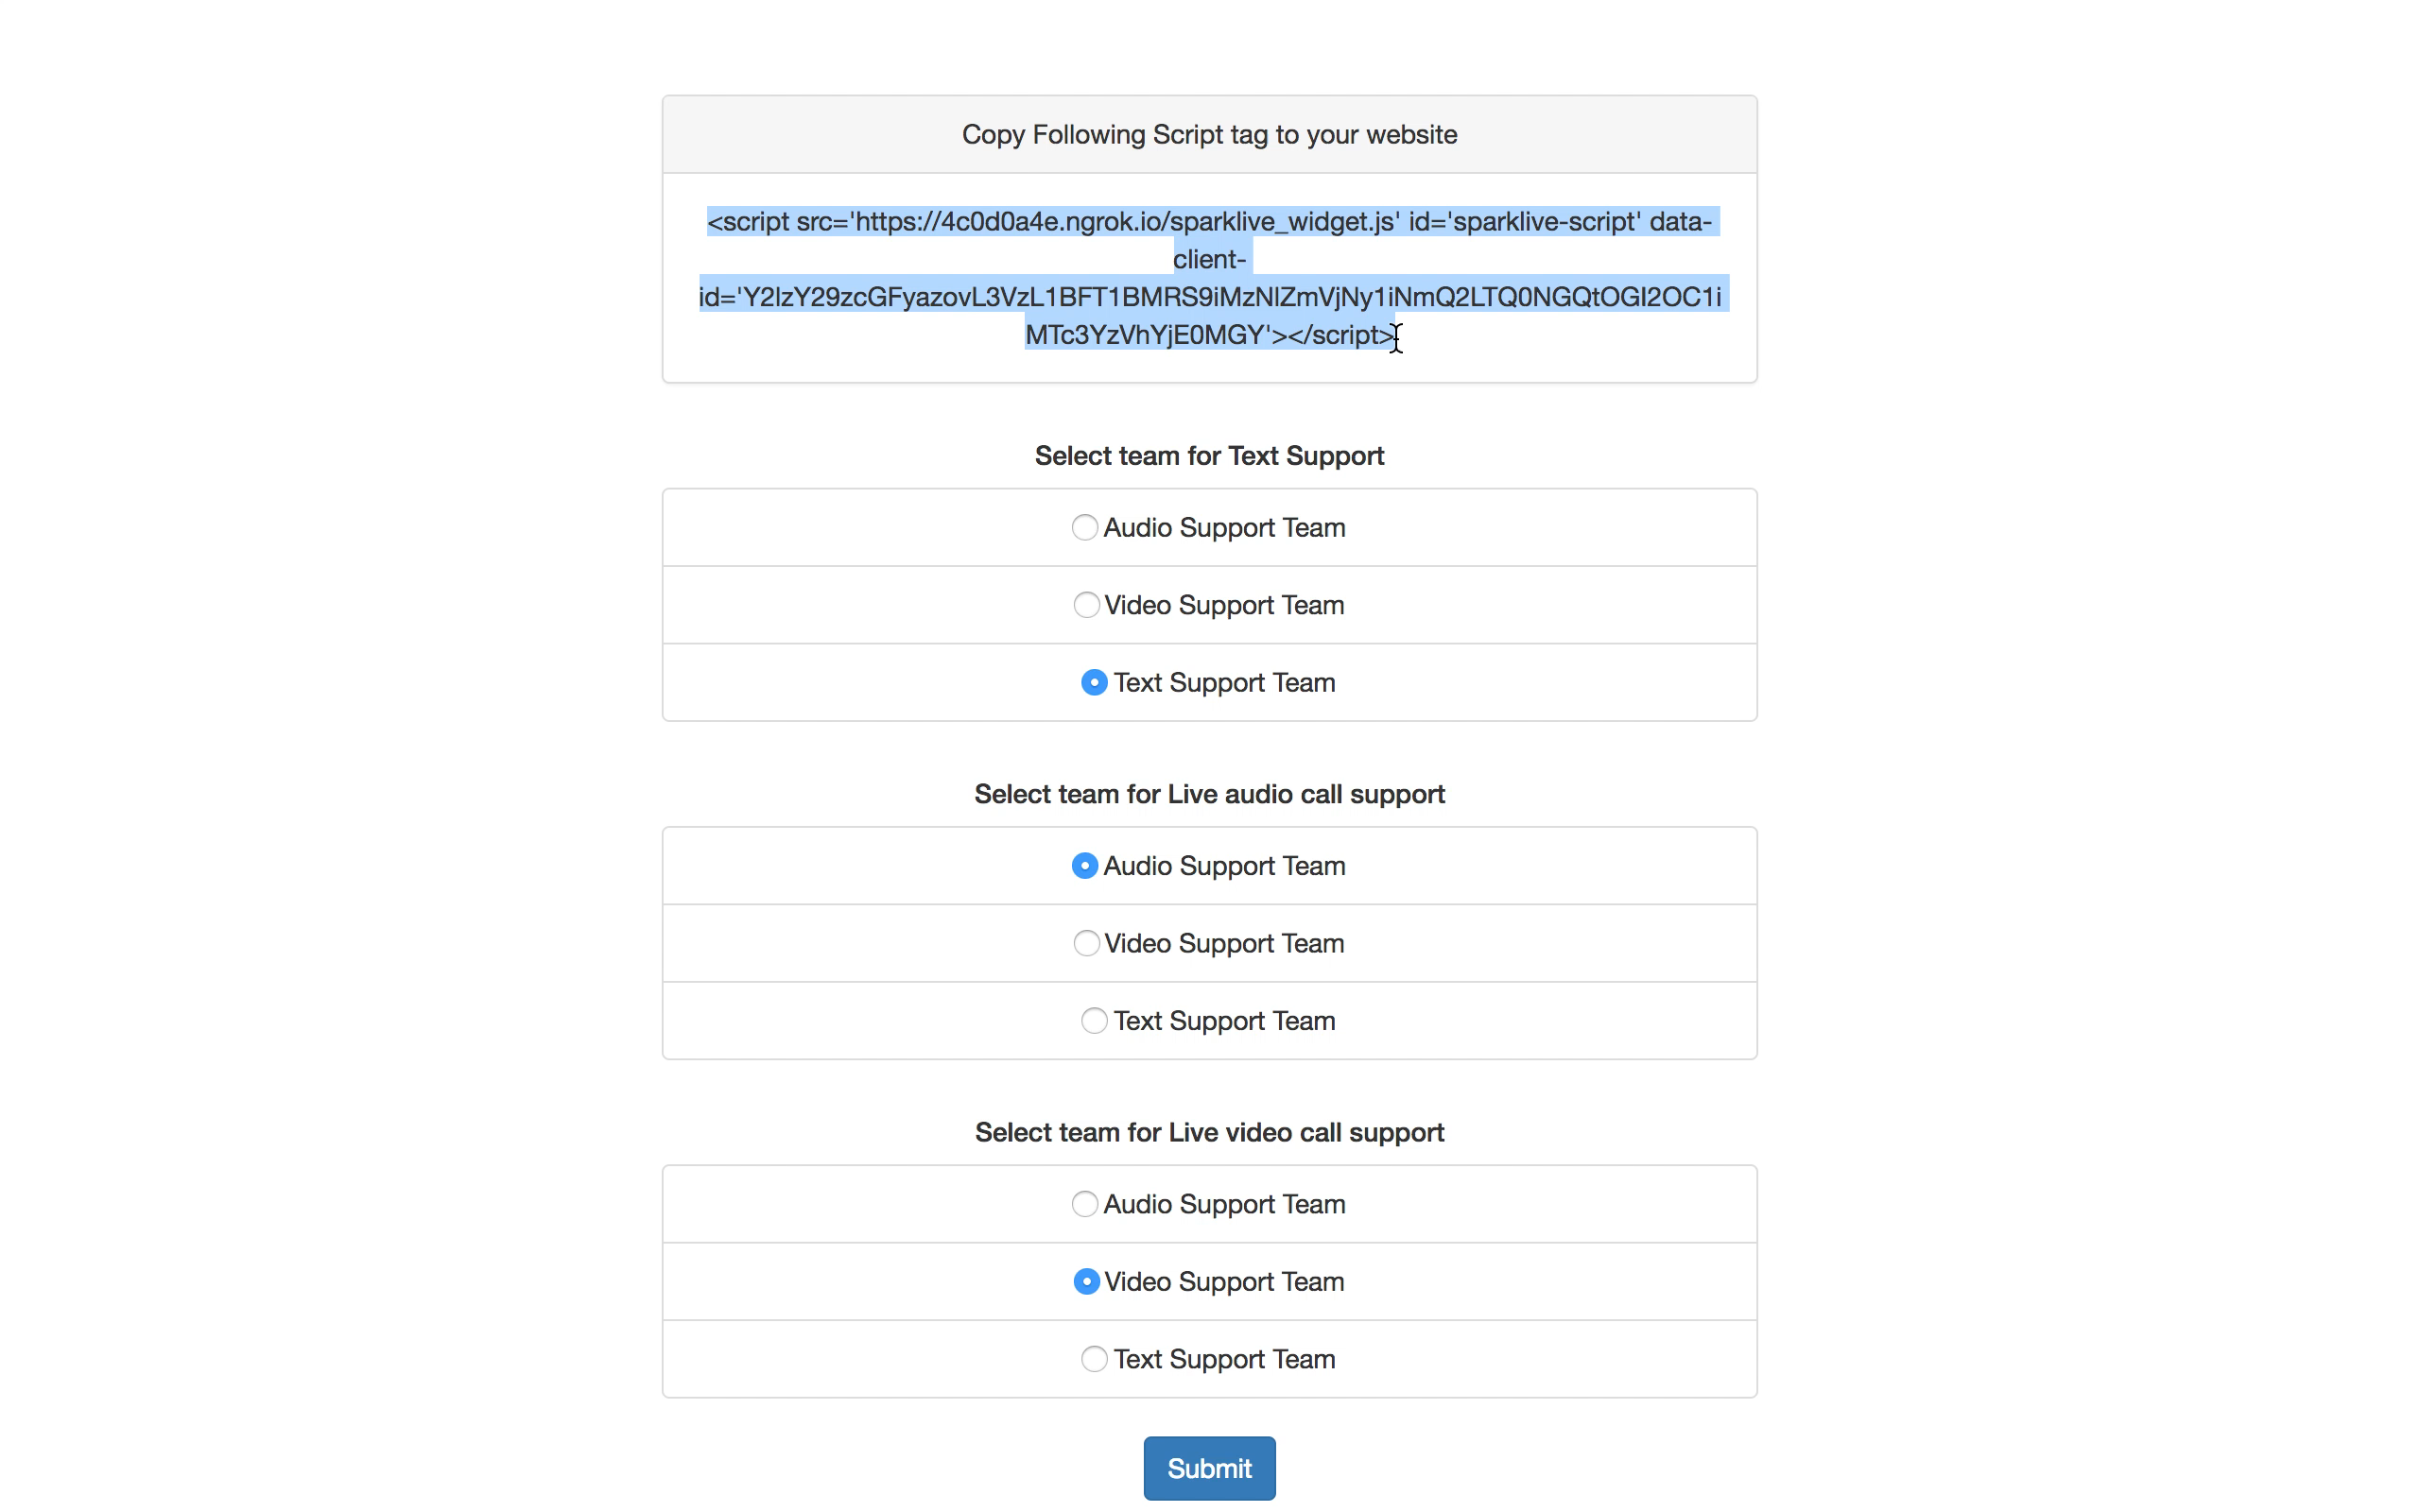 Copy Following Script tag to your website
<script src='https://4c0d0a4e.ngrok.io/sparklive_widget.js' id='sparklive-script' data-
client-
id='Y2lzY29zcGFyazovL3VzL1BFT1BMRS9iMzNlZmVjNy1iNmQ2LTQ0NGQtOGI2OC1i
MTc3YzVhYjE0MGY'></script>
Select team for Text Support
Audio Support Team
Video Support Team
Text Support Team
Select team for Live audio call support
Audio Support Team
Video Support Team
Text Support Team
Select team for Live video call support
Audio Support Team
Video Support Team
Text Support Team
Submit